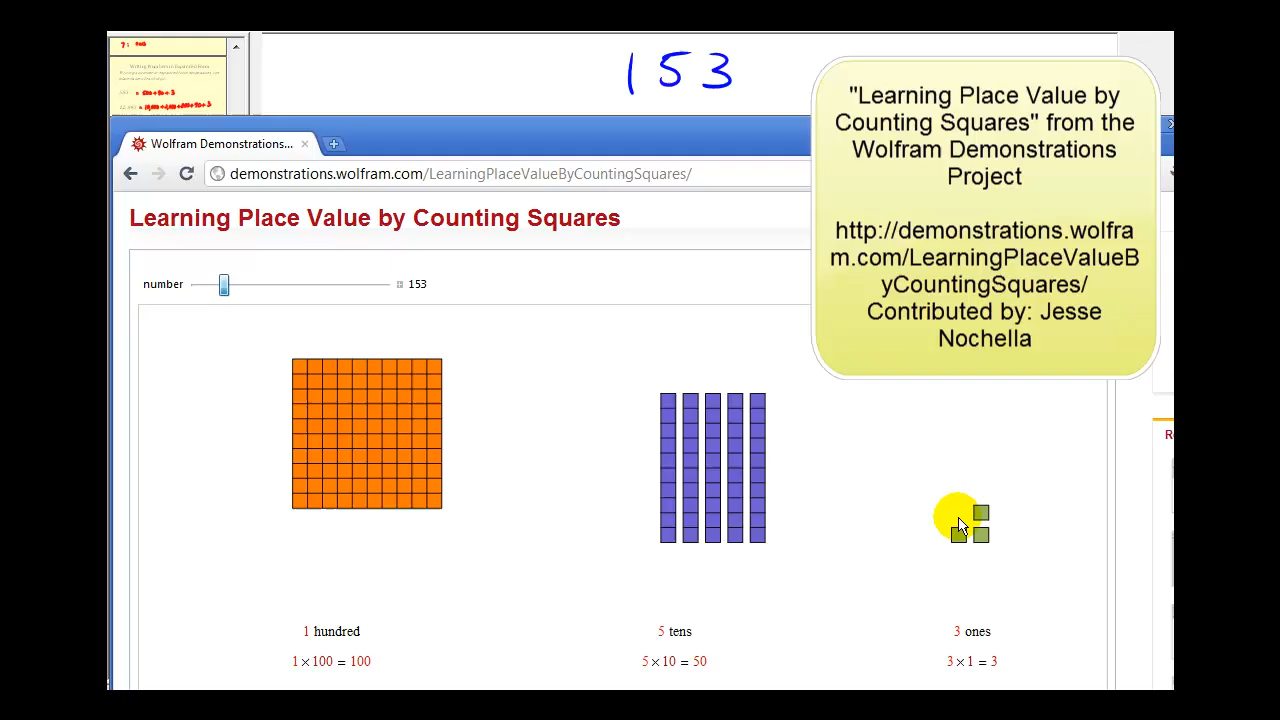 153
"Learning Place Value by
Counting Squares" from the
Wolfram Demonstrations
Project
http://demonstrations.wolfra
m.com/LearningPlaceValueB
yCountingSquares/
Contributed by: Jesse
Nochella
Wolfram Demonstrations...
demonstrations.wolfram.com/LearningPlaceValueByCountingSquares/
Learning Place Value by Counting Squares
number 153
1 hundred 5 tens 3 ones
1×100 = 100 5×10 = 50 3×1 = 3